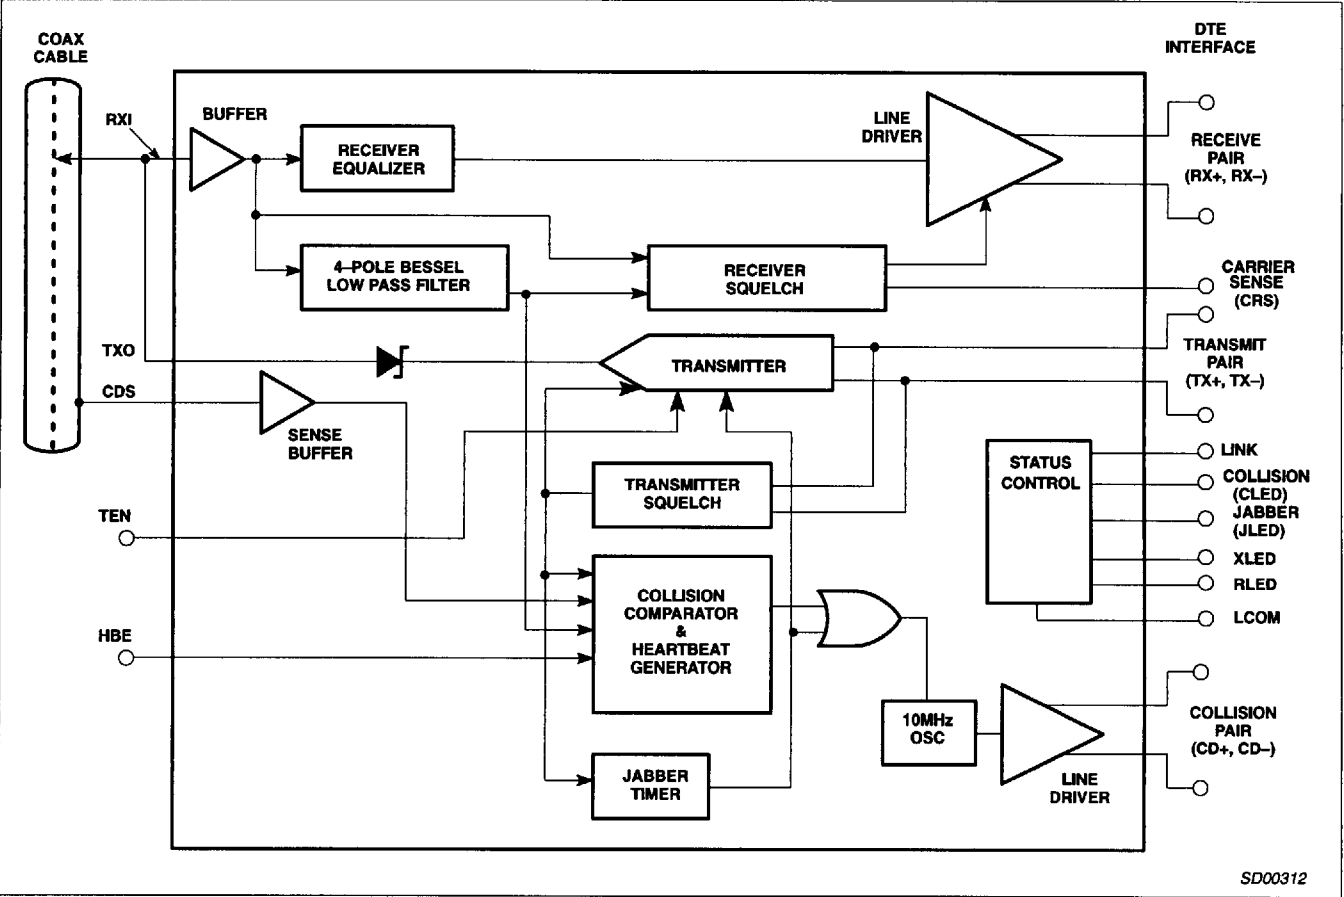 COAX
CABLE
DTE
INTERFACE
RXI
BUFFER
RECEIVER
EQUALIZER
LINE
DRIVER
RECEIVE
PAIR
(RX+, RX–)
4–POLE BESSEL
LOW PASS FILTER
RECEIVER
SQUELCH
CARRIER
SENSE
(CRS)
TXO
TRANSMITTER
TRANSMIT
PAIR
(TX+, TX–)
CDS
SENSE
BUFFER
STATUS
CONTROL
LINK
COLLISION
(CLED)
JABBER
(JLED)
XLED
RLED
LCOM
TRANSMITTER
SQUELCH
TEN
COLLISION
COMPARATOR
&
HEARTBEAT
GENERATOR
HBE
10MHz
OSC
COLLISION
PAIR
(CD+, CD–)
LINE
DRIVER
JABBER
TIMER
SD00312